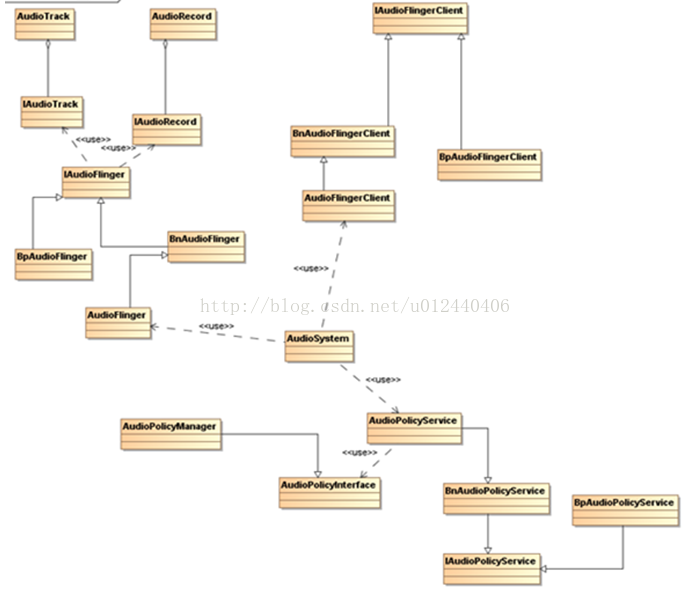 AudioTrack
AudioRecord
IAudioFlingerClient
IAudioTrack
IAudioRecord
<<use>>
<<use>>
BnAudioFlingerClient
BpAudioFlingerClient
IAudioFlinger
AudioFlingerClient
BnAudioFlinger
BpAudioFlinger
<<use>>
http://blog.csdn.net/u012440406
AudioFlinger
<<use>>
AudioSystem
<<use>>
AudioPolicyManager
AudioPolicyService
<<use>>
AudioPolicyInterface
BnAudioPolicyService
BpAudioPolicyService
IAudioPolicyService